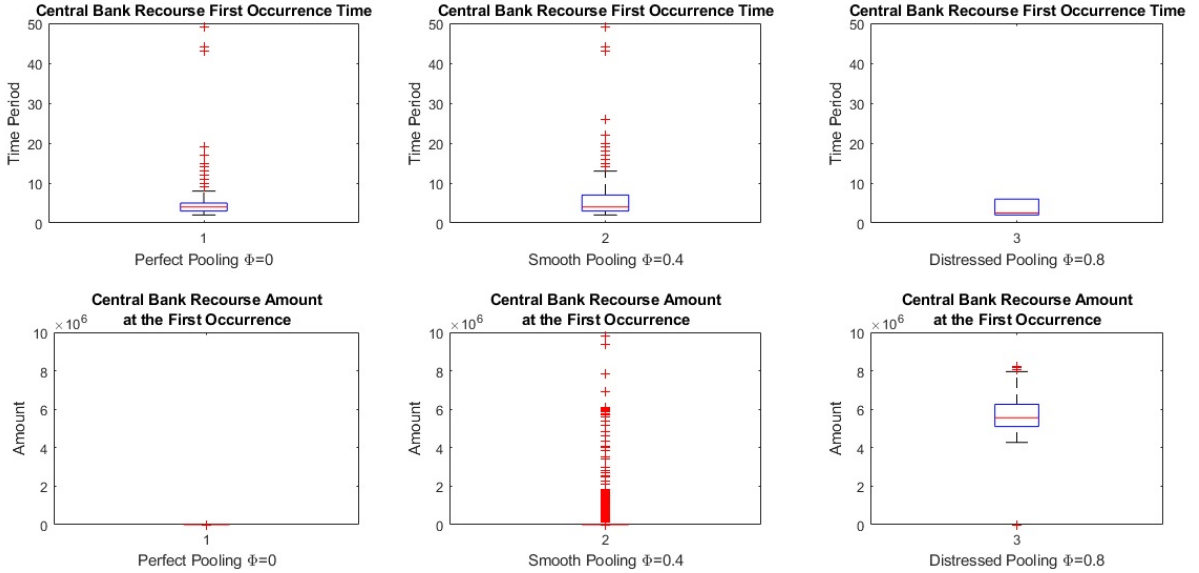 Central Bank Recourse First Occurrence Time
50
40
30
20
10
0
Time Period
1
Perfect Pooling Φ=0
Central Bank Recourse First Occurrence Time
50
40
30
20
10
0
Time Period
2
Smooth Pooling Φ=0.4
Central Bank Recourse First Occurrence Time
50
40
30
20
10
0
Time Period
3
Distressed Pooling Φ=0.8
Central Bank Recourse Amount
at the First Occurrence
×10⁶
10
8
6
4
2
0
Amount
1
Perfect Pooling Φ=0
Central Bank Recourse Amount
at the First Occurrence
×10⁶
10
8
6
4
2
0
Amount
2
Smooth Pooling Φ=0.4
Central Bank Recourse Amount
at the First Occurrence
×10⁶
10
8
6
4
2
0
Amount
3
Distressed Pooling Φ=0.8